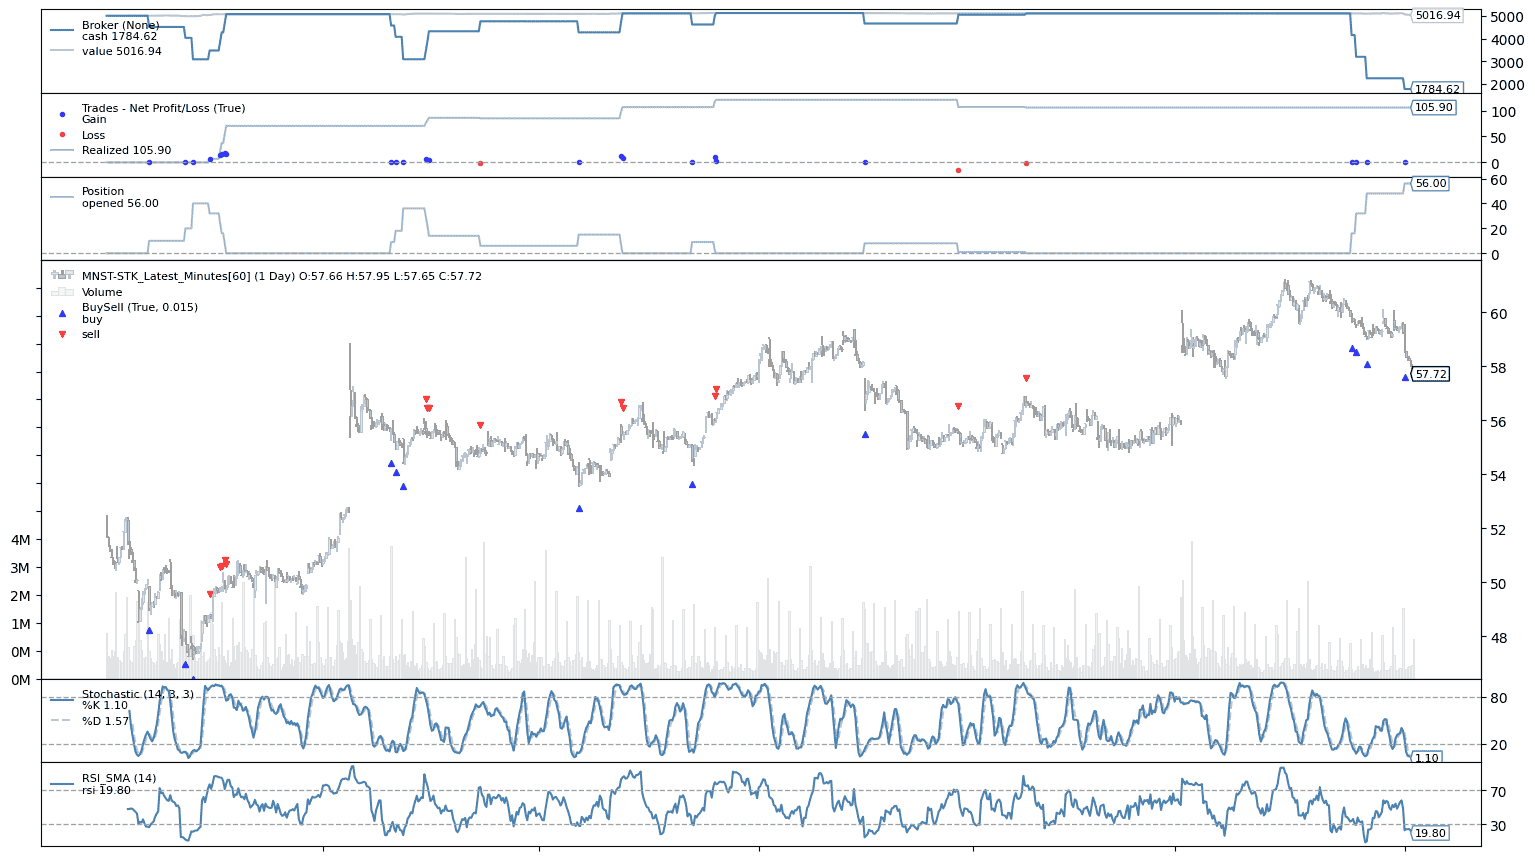 Broker (None)
cash 1784.62
value 5016.94
5016.94
5000
4000
3000
2000
1784.62
Trades - Net Profit/Loss (True)
Gain
Loss
Realized 105.90
105.90
100
50
0
Position
opened 56.00
56.00
60
40
20
0
MNST-STK_Latest_Minutes[60] (1 Day) O:57.66 H:57.95 L:57.65 C:57.72
Volume
BuySell (True, 0.015)
buy
sell
60
58
57.72
56
54
52
50
48
4M
3M
2M
1M
0M
0M
Stochastic (14, 3, 3)
%K 1.10
%D 1.57
80
20
1.10
RSI_SMA (14)
rsi 19.80
70
30
19.80